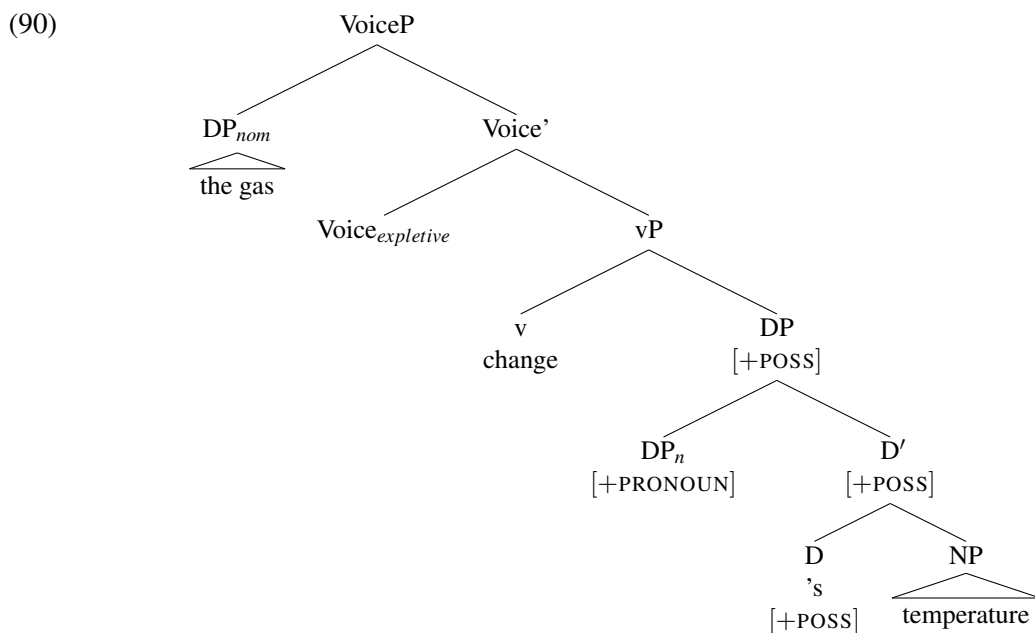 (90)
VoiceP
DP_nom Voice'
the gas
Voice_expletive vP
v DP
change [+POSS]
DP_n D′
[+PRONOUN] [+POSS]
D NP
's temperature
[+POSS]